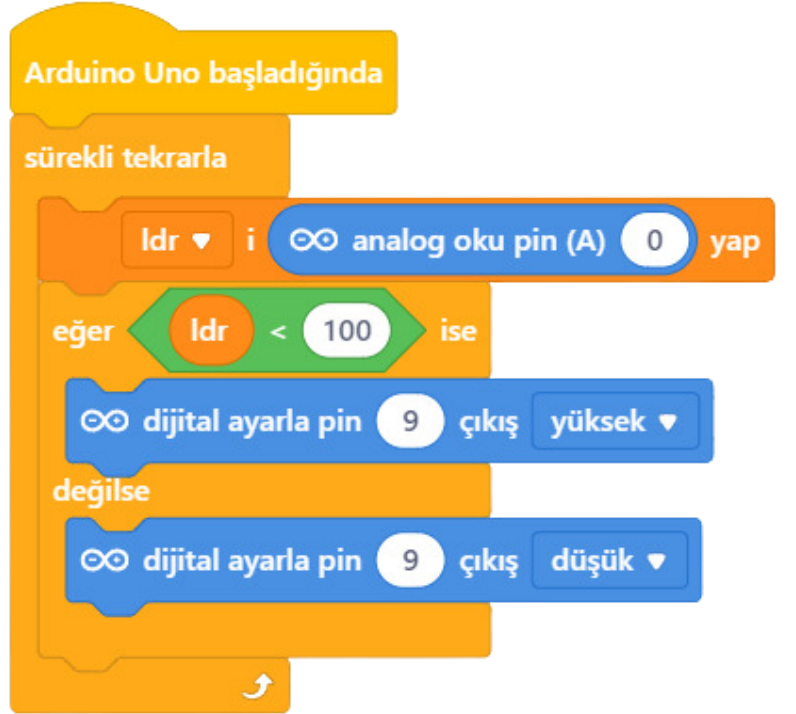 Arduino Uno başladığında
sürekli tekrarla
ldr i analog oku pin (A) 0 yap
eğer ldr < 100 ise
dijital ayarla pin 9 çıkış yüksek
değilse
dijital ayarla pin 9 çıkış düşük